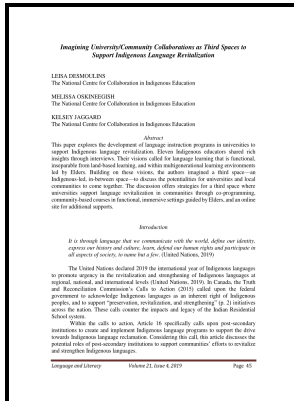 Imagining University/Community Collaborations as Third Spaces to
Support Indigenous Language Revitalization
LEISA DESMOULINS
The National Centre for Collaboration in Indigenous Education
MELISSA OSKINEEGISH
The National Centre for Collaboration in Indigenous Education
KELSEY JAGGARD
The National Centre for Collaboration in Indigenous Education
Abstract
This paper explores the development of language instruction programs in universities to
support Indigenous language revitalization. Eleven Indigenous educators shared rich
insights through interviews. Their visions called for language learning that is functional,
inseparable from land-based learning, and within multigenerational learning environments
led by Elders. Building on these visions, the authors imagined a third space—an
Indigenous-led, in-between space—to discuss the potentialities for universities and local
communities to come together. The discussion offers strategies for a third space where
universities support language revitalization in communities through co-programming,
community-based courses in functional, immersive settings guided by Elders, and an online
site for additional supports.
Introduction
It is through language that we communicate with the world, define our identity,
express our history and culture, learn, defend our human rights and participate in
all aspects of society, to name but a few. (United Nations, 2019)
The United Nations declared 2019 the international year of Indigenous languages
to promote urgency in the revitalization and strengthening of Indigenous languages at
regional, national, and international levels (United Nations, 2019). In Canada, the Truth
and Reconciliation Commission's Calls to Action (2015) called upon the federal
government to acknowledge Indigenous languages as an inherent right of Indigenous
peoples, and to support "preservation, revitalization, and strengthening" (p. 2) initiatives
across the nation. These calls counter the impacts and legacy of the Indian Residential
School system.
Within the calls to action, Article 16 specifically calls upon post-secondary
institutions to create and implement Indigenous language programs to support the drive
towards Indigenous language reclamation. Considering this call, this article discusses the
potential roles of post-secondary institutions to support communities' efforts to revitalize
and strengthen Indigenous languages.
Language and Literacy Volume 21, Issue 4, 2019 Page 45